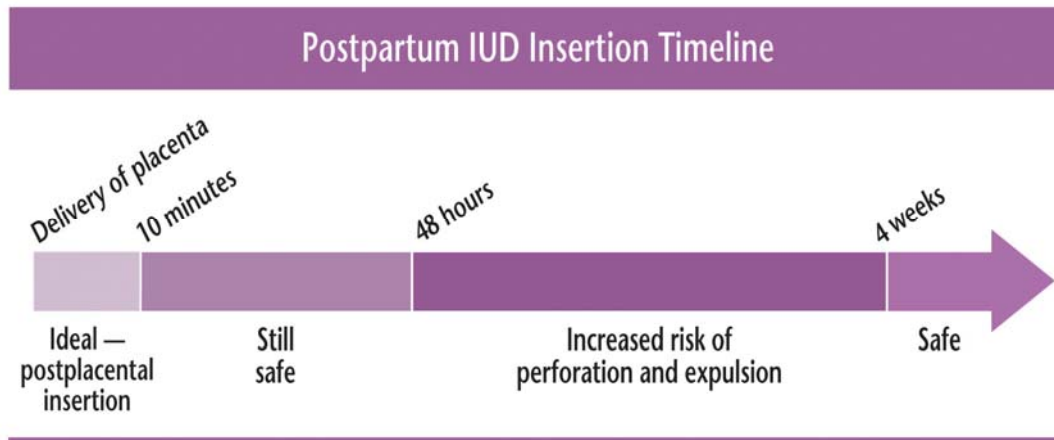 Postpartum IUD Insertion Timeline
Delivery of placenta
10 minutes
48 hours
4 weeks
Ideal —
postplacental
insertion
Still
safe
Increased risk of
perforation and expulsion
Safe